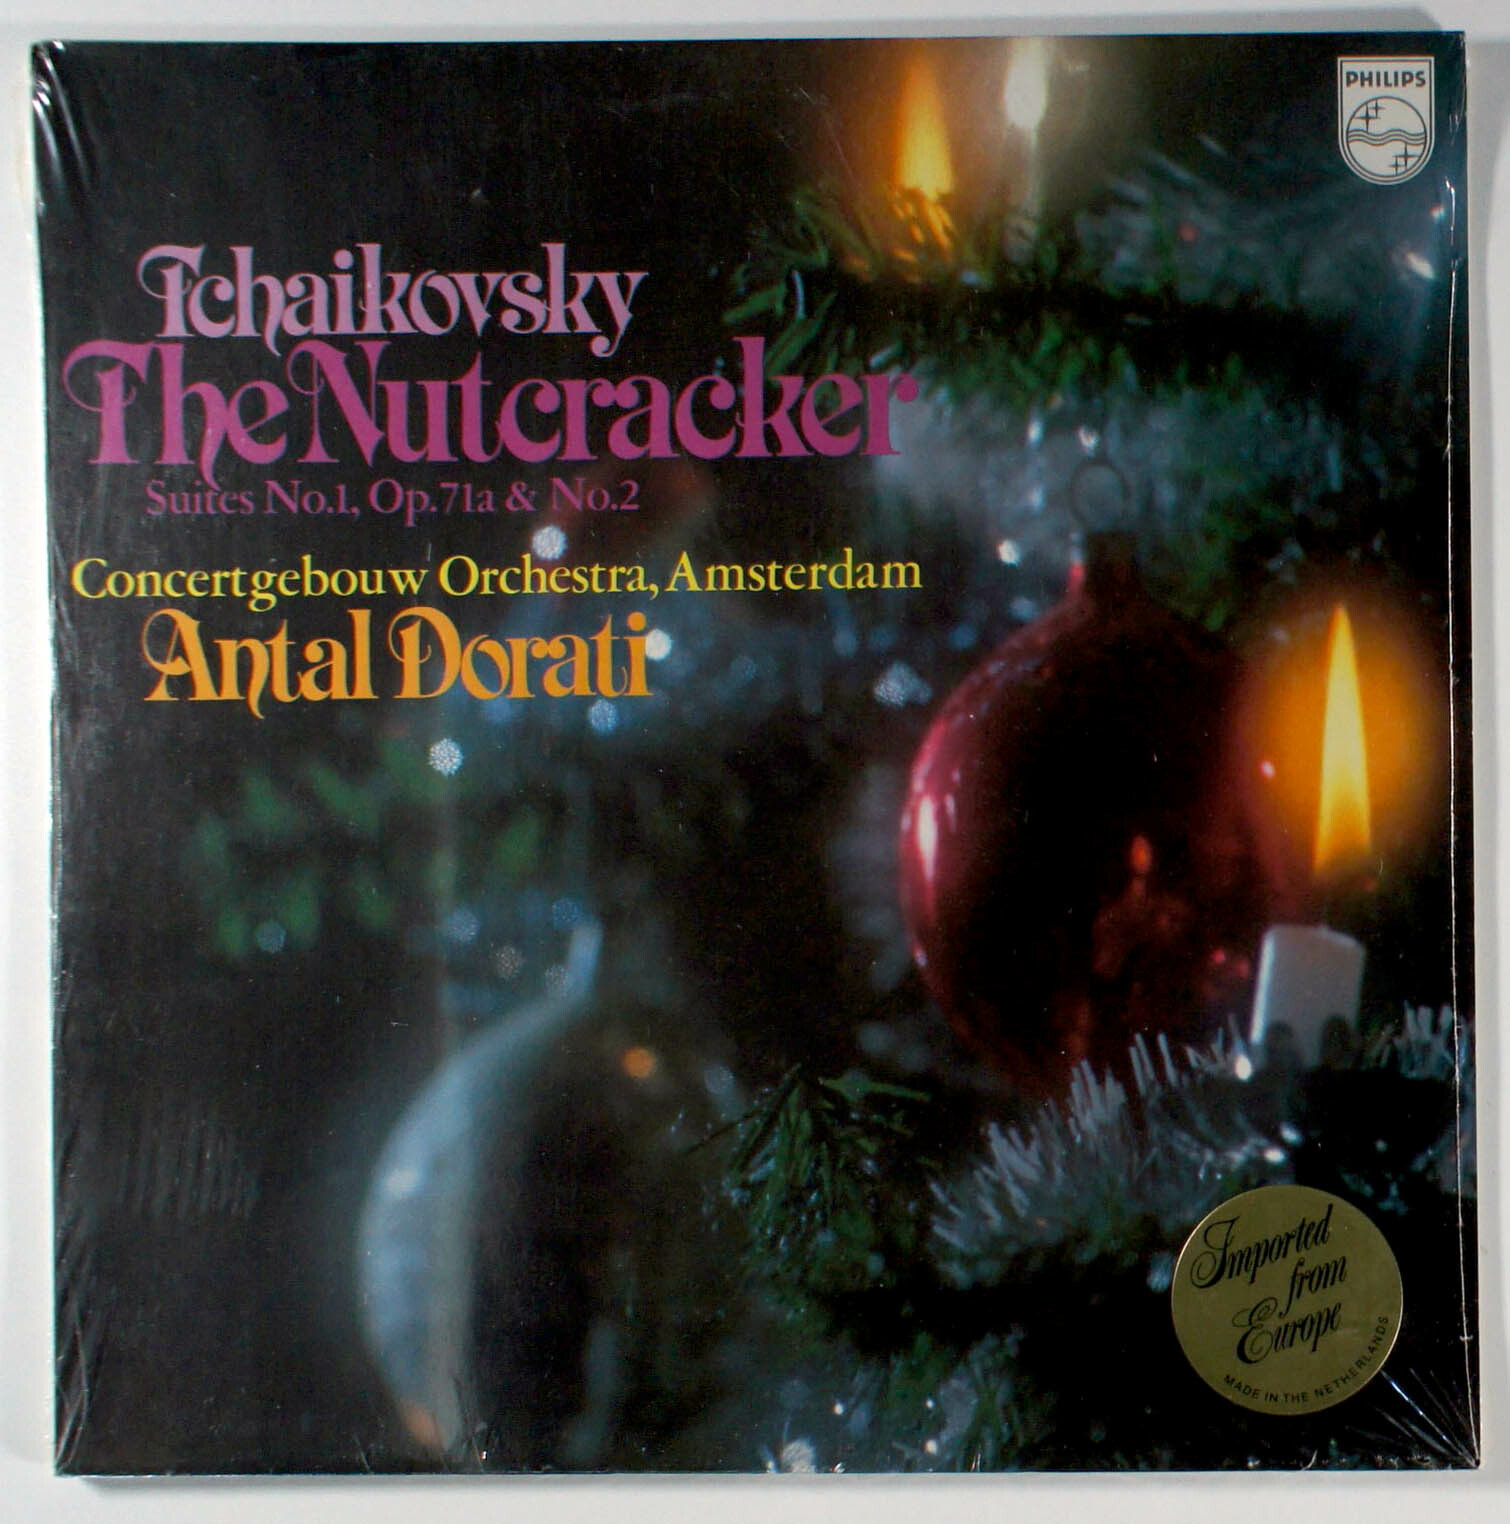 PHILIPS
Tchaikovsky
The Nutcracker
Suites No.1, Op.71a & No.2
Concertgebouw Orchestra, Amsterdam
Antal Dorati
Imported
from
Europe
MADE IN THE NETHERLANDS